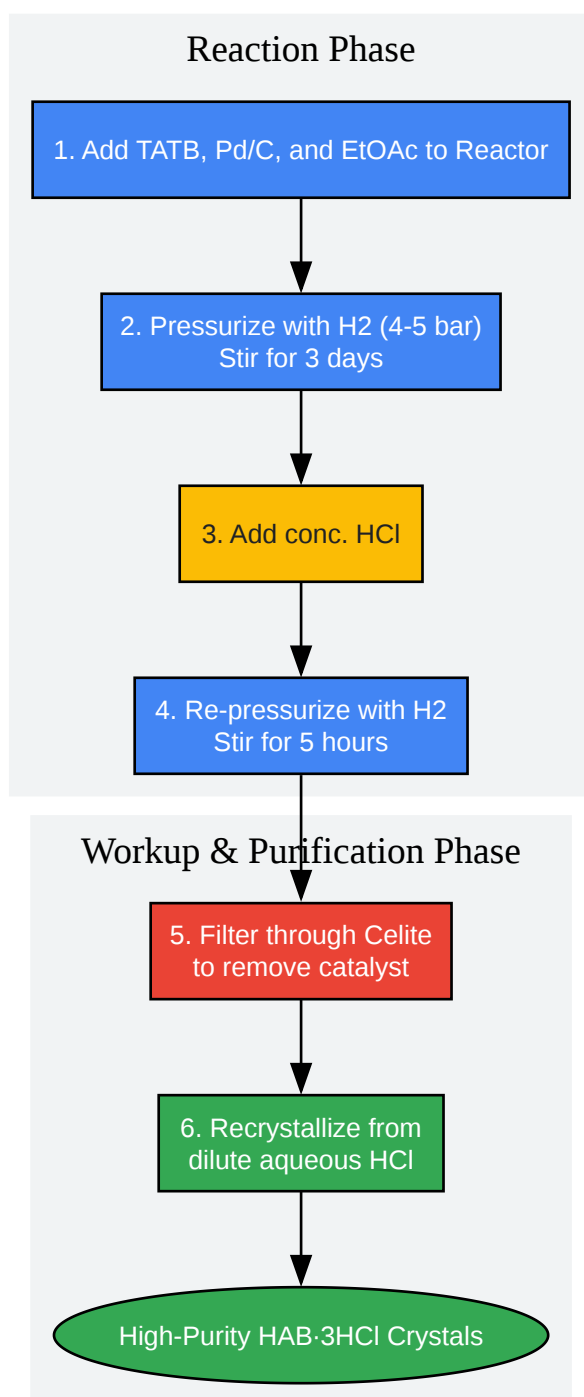 Reaction Phase
1. Add TATB, Pd/C, and EtOAc to Reactor
2. Pressurize with H2 (4-5 bar)
Stir for 3 days
3. Add conc. HCl
4. Re-pressurize with H2
Stir for 5 hours
Workup & Purification Phase
5. Filter through Celite
to remove catalyst
6. Recrystallize from
dilute aqueous HCl
High-Purity HAB·3HCl Crystals